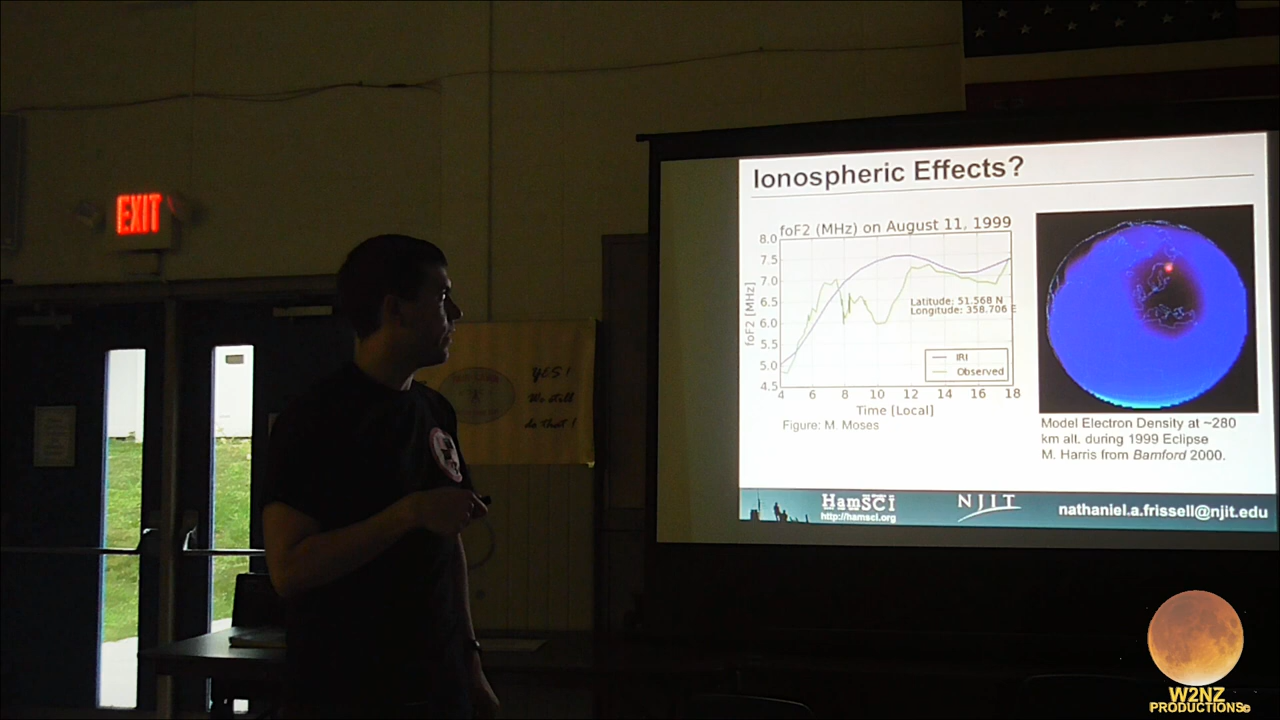 EXIT
YES!
We still
do that!
Ionospheric Effects?
foF2 (MHz) on August 11, 1999
8.0
7.5
7.0
6.5
6.0
5.5
5.0
4.5
foF2 [MHz]
Latitude: 51.568 N
Longitude: 358.706 E
IRI
Observed
4 6 8 10 12 14 16 18
Time [Local]
Figure: M. Moses
Model Electron Density at ~280
km alt. during 1999 Eclipse
M. Harris from Bamford 2000.
HamSCI
http://hamsci.org
NJIT
nathaniel.a.frissell@njit.edu
W2NZ
PRODUCTIONS©